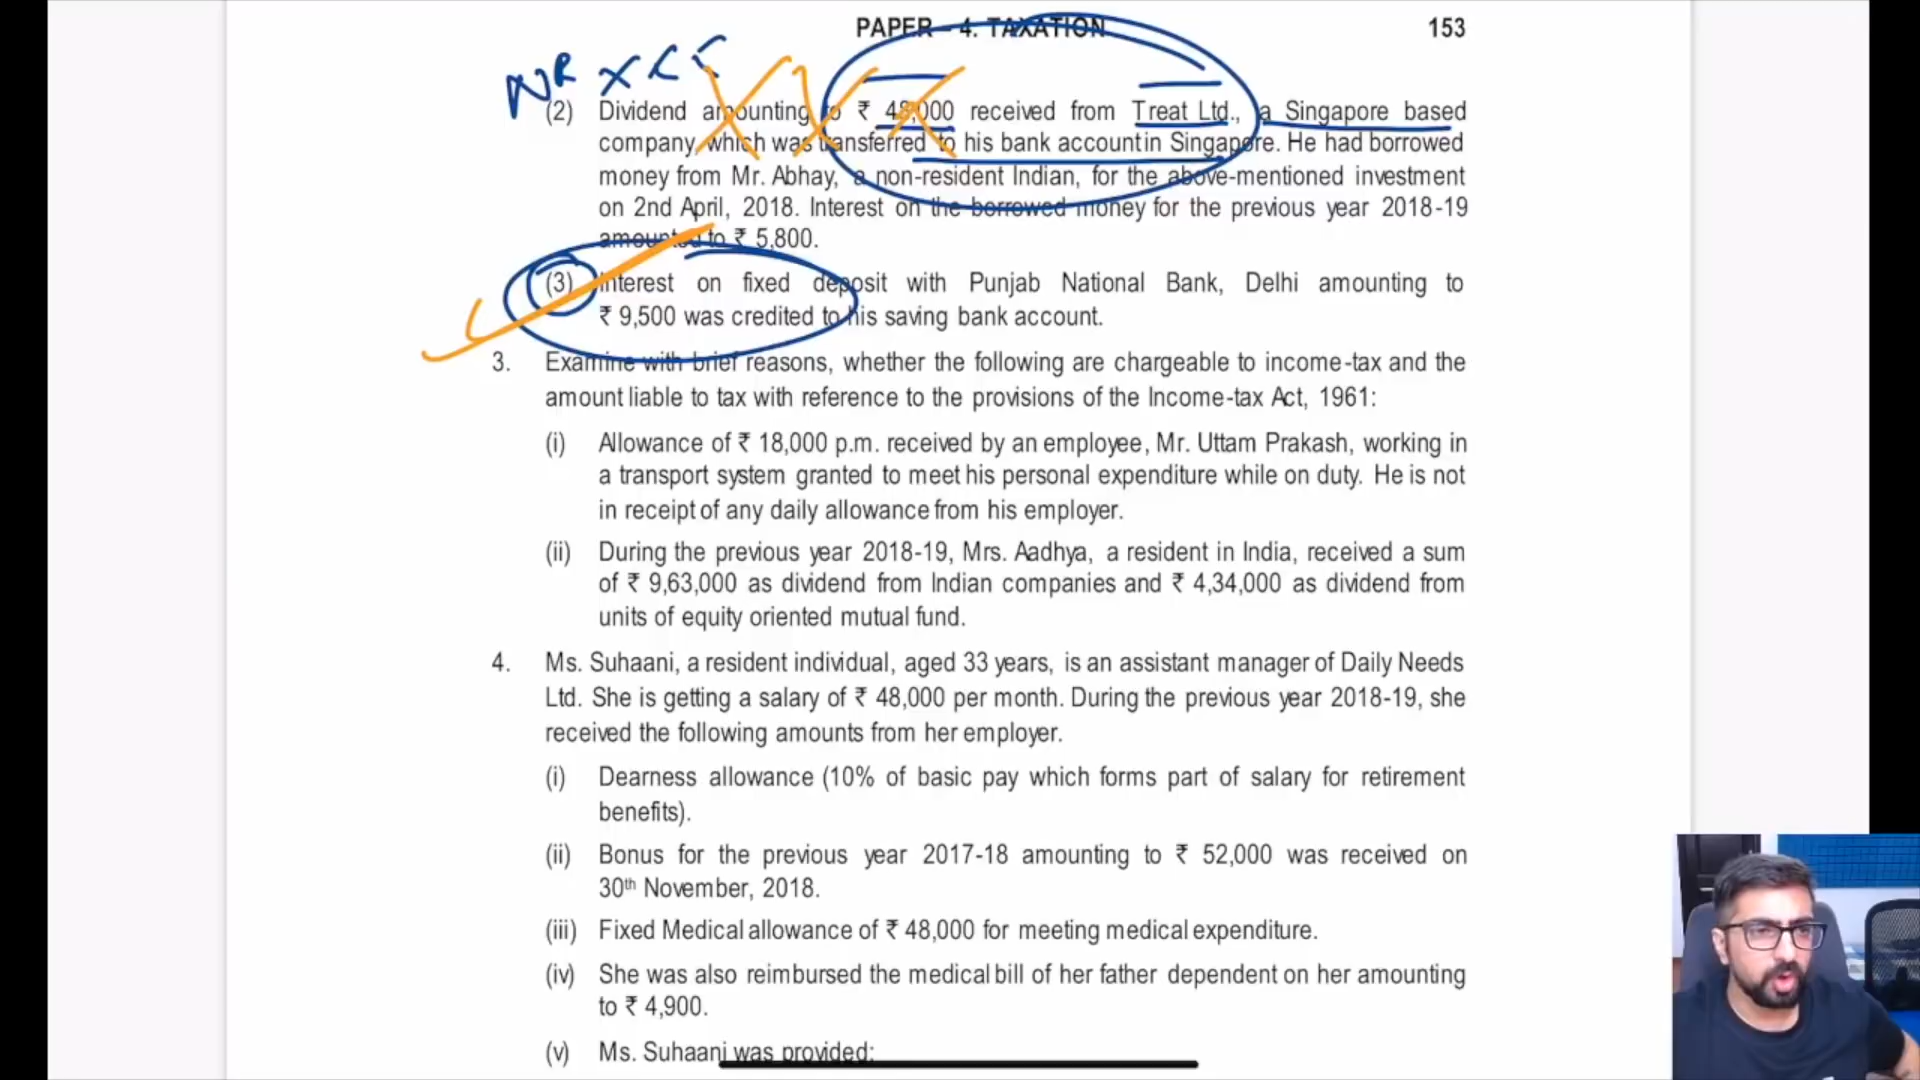 PAPER – 4: TAXATION 153
NR
(2) Dividend amounting to ₹ 48,000 received from Treat Ltd., a Singapore based
company, which was transferred to his bank account in Singapore. He had borrowed
money from Mr. Abhay, a non-resident Indian, for the above-mentioned investment
on 2nd April, 2018. Interest on the borrowed money for the previous year 2018-19
amounted to ₹ 5,800.
(3) Interest on fixed deposit with Punjab National Bank, Delhi amounting to
₹ 9,500 was credited to his saving bank account.
3. Examine with brief reasons, whether the following are chargeable to income-tax and the
amount liable to tax with reference to the provisions of the Income-tax Act, 1961:
(i) Allowance of ₹ 18,000 p.m. received by an employee, Mr. Uttam Prakash, working in
a transport system granted to meet his personal expenditure while on duty. He is not
in receipt of any daily allowance from his employer.
(ii) During the previous year 2018-19, Mrs. Aadhya, a resident in India, received a sum
of ₹ 9,63,000 as dividend from Indian companies and ₹ 4,34,000 as dividend from
units of equity oriented mutual fund.
4. Ms. Suhaani, a resident individual, aged 33 years, is an assistant manager of Daily Needs
Ltd. She is getting a salary of ₹ 48,000 per month. During the previous year 2018-19, she
received the following amounts from her employer.
(i) Dearness allowance (10% of basic pay which forms part of salary for retirement
benefits).
(ii) Bonus for the previous year 2017-18 amounting to ₹ 52,000 was received on
30th November, 2018.
(iii) Fixed Medical allowance of ₹ 48,000 for meeting medical expenditure.
(iv) She was also reimbursed the medical bill of her father dependent on her amounting
to ₹ 4,900.
(v) Ms. Suhaani was provided: